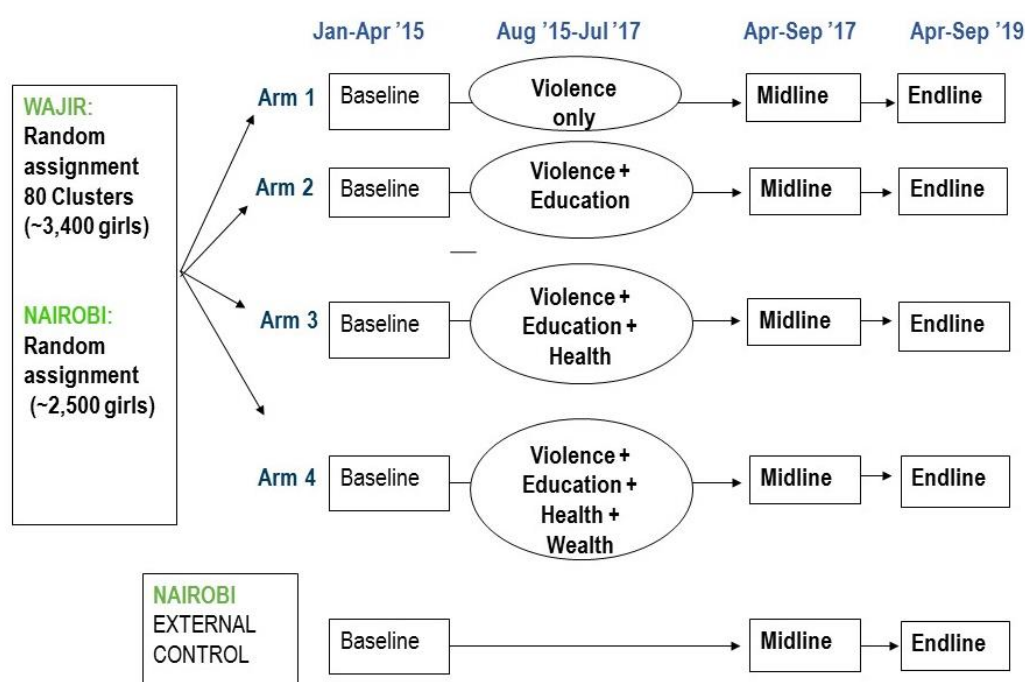 Jan-Apr ’15
Aug ’15-Jul ’17
Apr-Sep ’17
Apr-Sep ’19
WAJIR:
Random
assignment
80 Clusters
(~3,400 girls)
NAIROBI:
Random
assignment
(~2,500 girls)
Arm 1
Baseline
Violence
only
Midline
Endline
Arm 2
Baseline
Violence +
Education
Midline
Endline
Arm 3
Baseline
Violence +
Education +
Health
Midline
Endline
Arm 4
Baseline
Violence +
Education +
Health +
Wealth
Midline
Endline
NAIROBI
EXTERNAL
CONTROL
Baseline
Midline
Endline